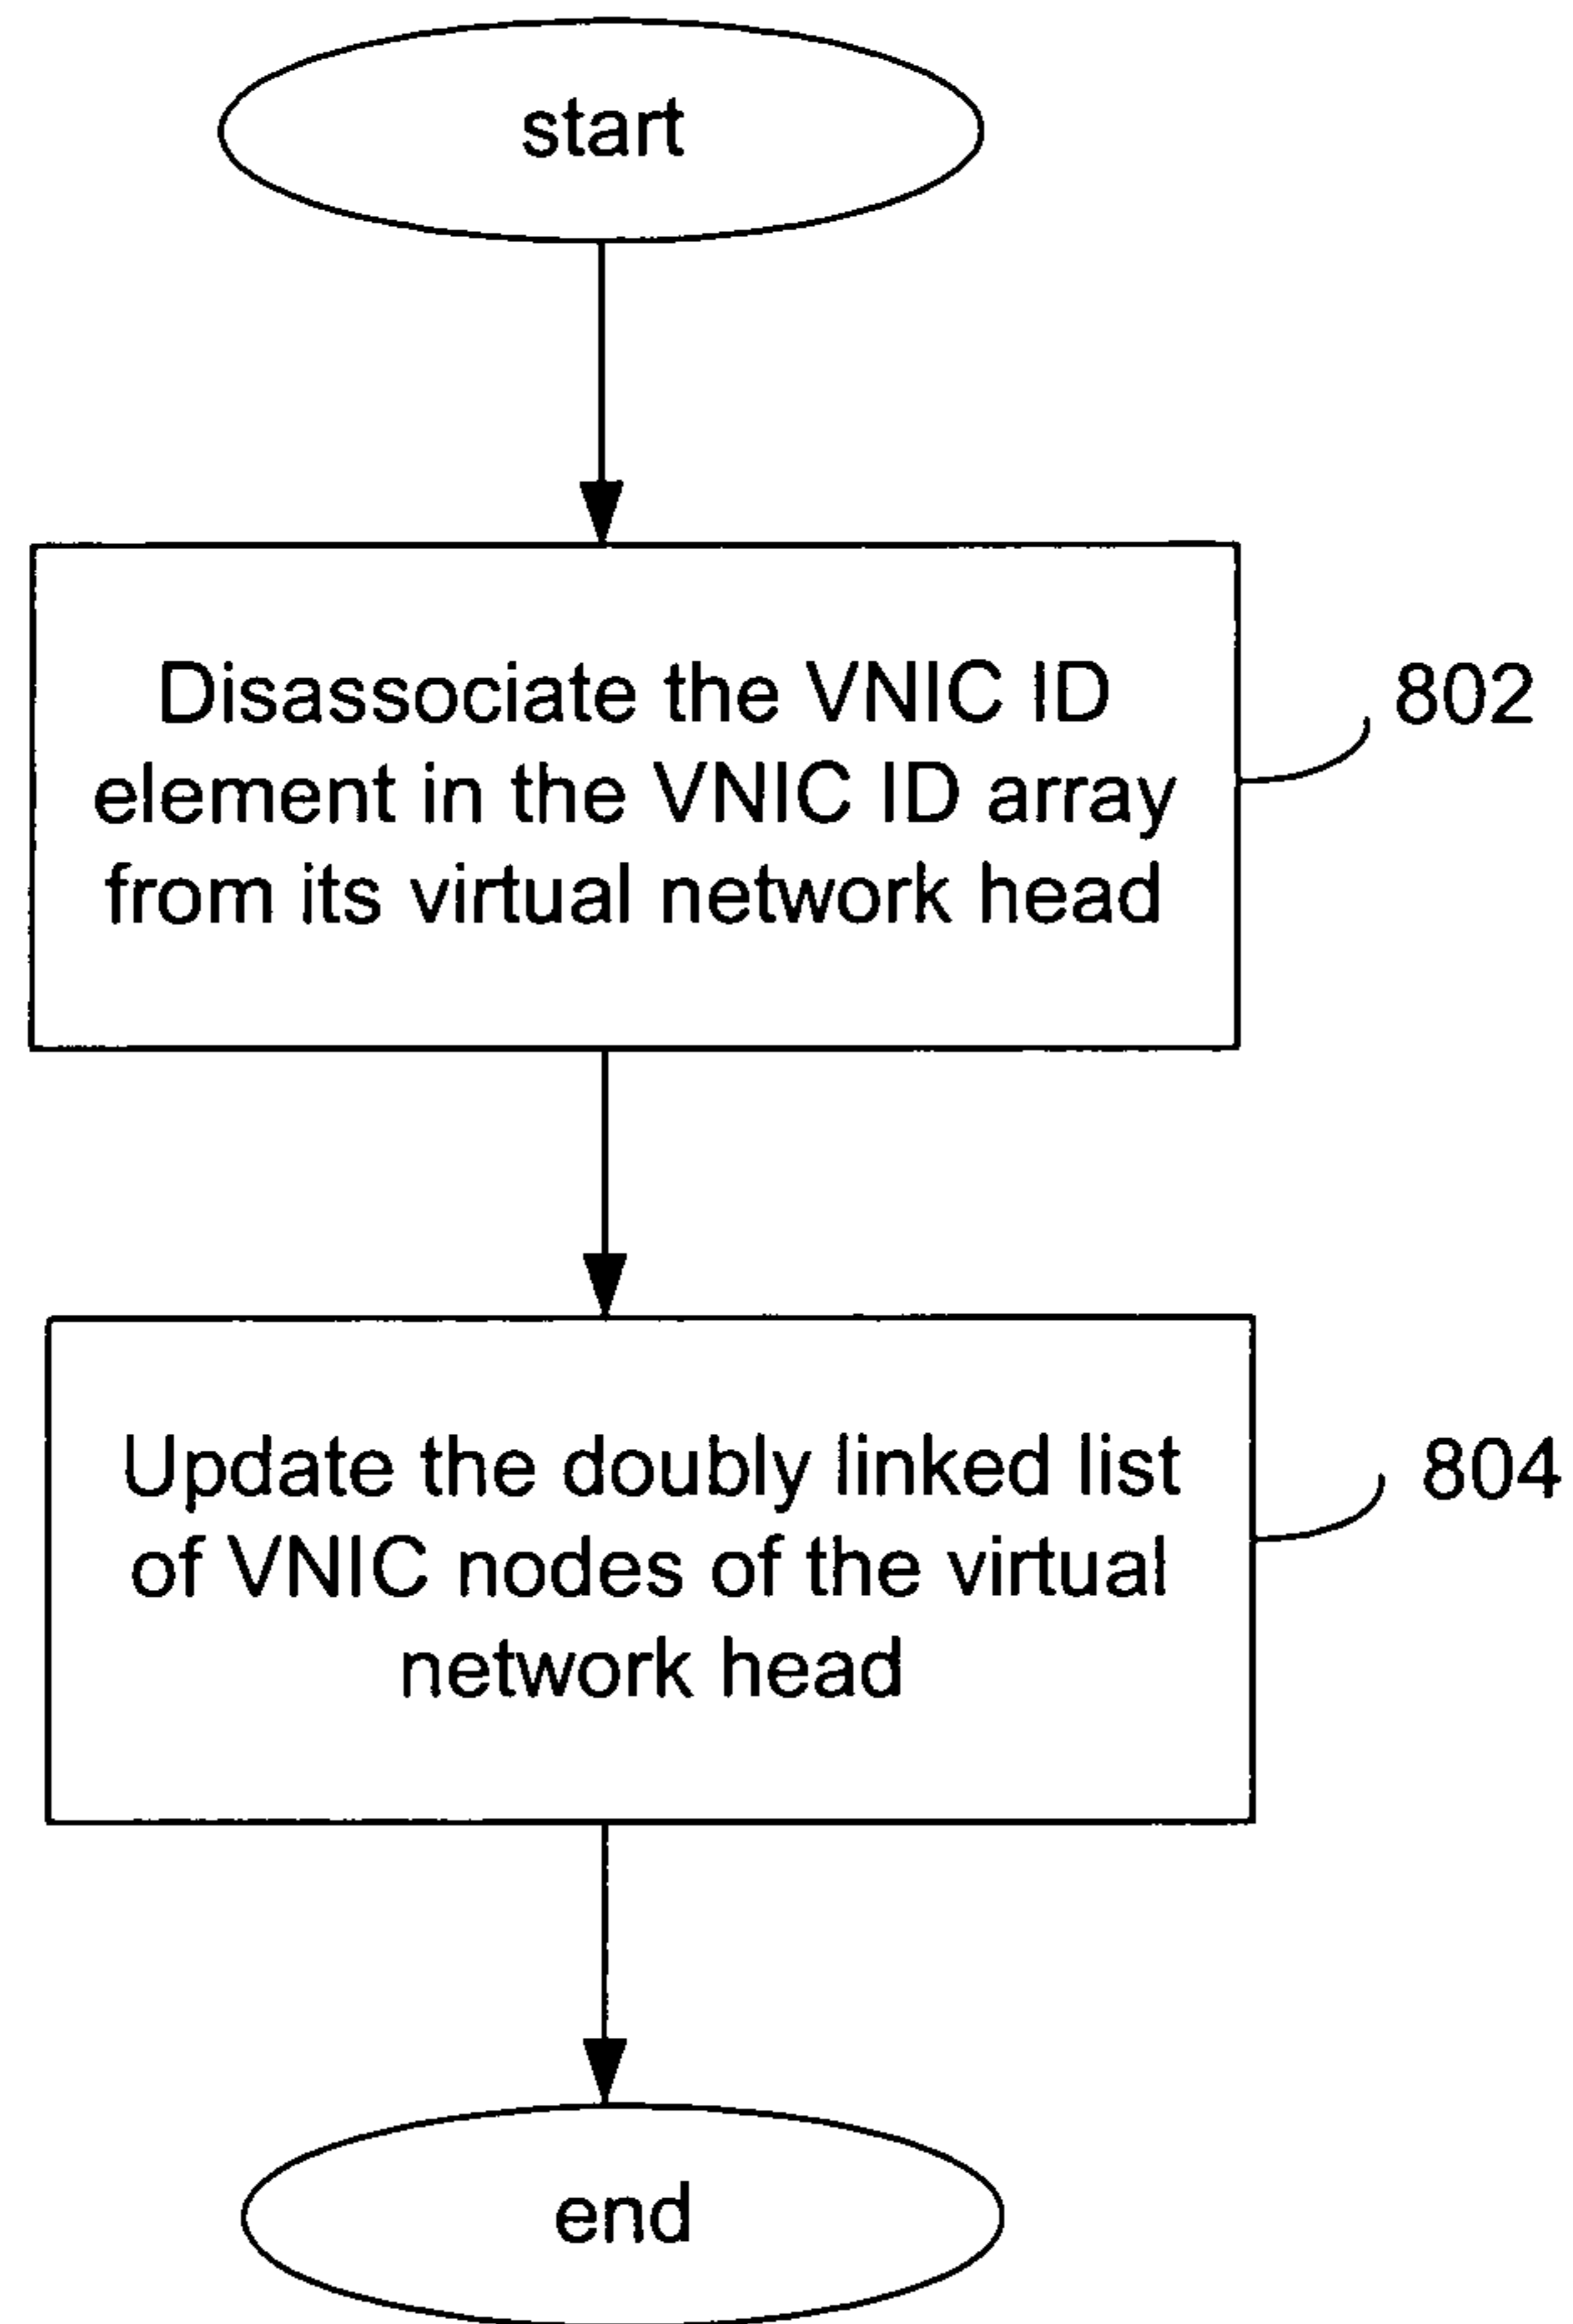 start
Disassociate the VNIC ID
element in the VNIC ID array
from its virtual network head
802
Update the doubly linked list
of VNIC nodes of the virtual
network head
804
end